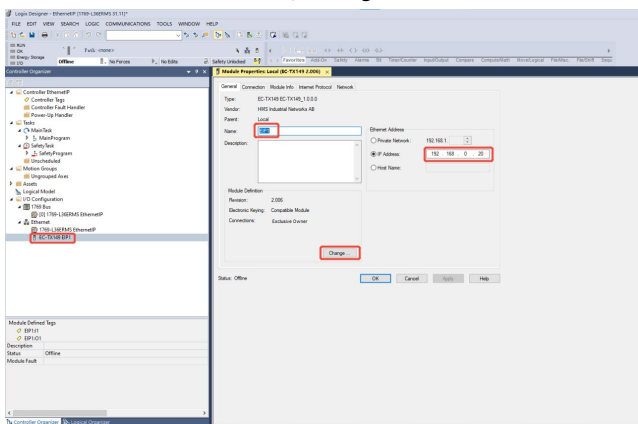 Logix Designer - EthernetIP [1769-L36ERMS 31.11]*
FILE EDIT VIEW SEARCH LOGIC COMMUNICATIONS TOOLS WINDOW HELP
RUN
OK
Energy Storage
I/O
Path: <none>
Offline
No Forces
No Edits
Safety Unlocked
Favorites Add-On Safety Alarms Bit Timer/Counter Input/Output Compare Compute/Math Move/Logical File/Misc. File/Shift
Controller Organizer
Module Properties: Local (EC-TX149 2.006)
Controller EthernetIP
Controller Tags
Controller Fault Handler
Power-Up Handler
Tasks
MainTask
MainProgram
SafetyTask
SafetyProgram
Unscheduled
Motion Groups
Ungrouped Axes
Assets
Logical Model
I/O Configuration
1769 Bus
[0] 1769-L36ERMS EthernetIP
Ethernet
1769-L36ERMS EthernetIP
EC-TX149 EIP1
General Connection Module Info Internet Protocol Network
Type: EC-TX149 EC-TX149_1.0.0.0
Vendor: HMS Industrial Networks AB
Parent: Local
Name: EIP1
Description:
Ethernet Address
Private Network: 192.168.1.
IP Address: 192 . 168 . 0 . 20
Host Name:
Module Definition
Revision: 2.006
Electronic Keying: Compatible Module
Connections: Exclusive Owner
Change ...
Status: Offline
OK Cancel Apply Help
Module Defined Tags
EIP1:I1
EIP1:O1
Description
Status Offline
Module Fault
Controller Organizer Logical Organizer